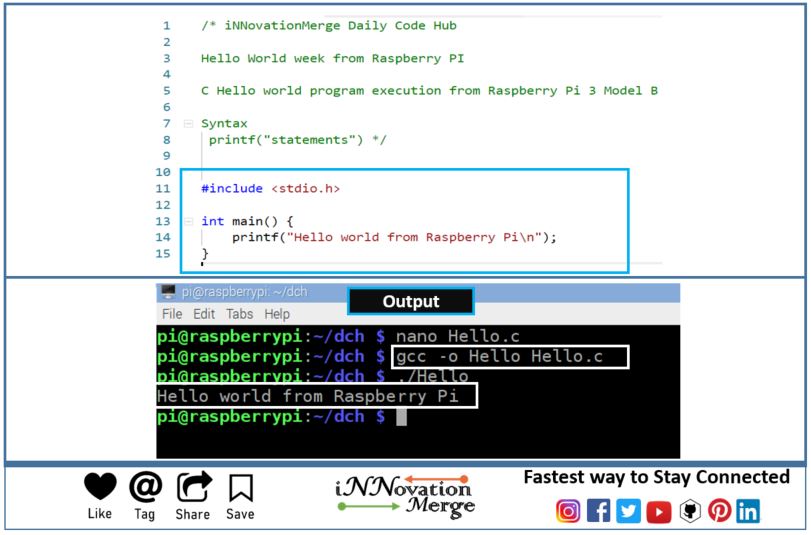 1 /* iNNovationMerge Daily Code Hub
2
3 Hello World week from Raspberry PI
4
5 C Hello world program execution from Raspberry Pi 3 Model B
6
7 Syntax
8 printf("statements") */
9
10
11 #include <stdio.h>
12
13 int main() {
14 printf("Hello world from Raspberry Pi\n");
15 }
pi@raspberrypi: ~/dch
Output
File Edit Tabs Help
pi@raspberrypi:~/dch $ nano Hello.c
pi@raspberrypi:~/dch $ gcc -o Hello Hello.c
pi@raspberrypi:~/dch $ ./Hello
Hello world from Raspberry Pi
pi@raspberrypi:~/dch $
Like Tag Share Save
iNNovation
Merge
Fastest way to Stay Connected